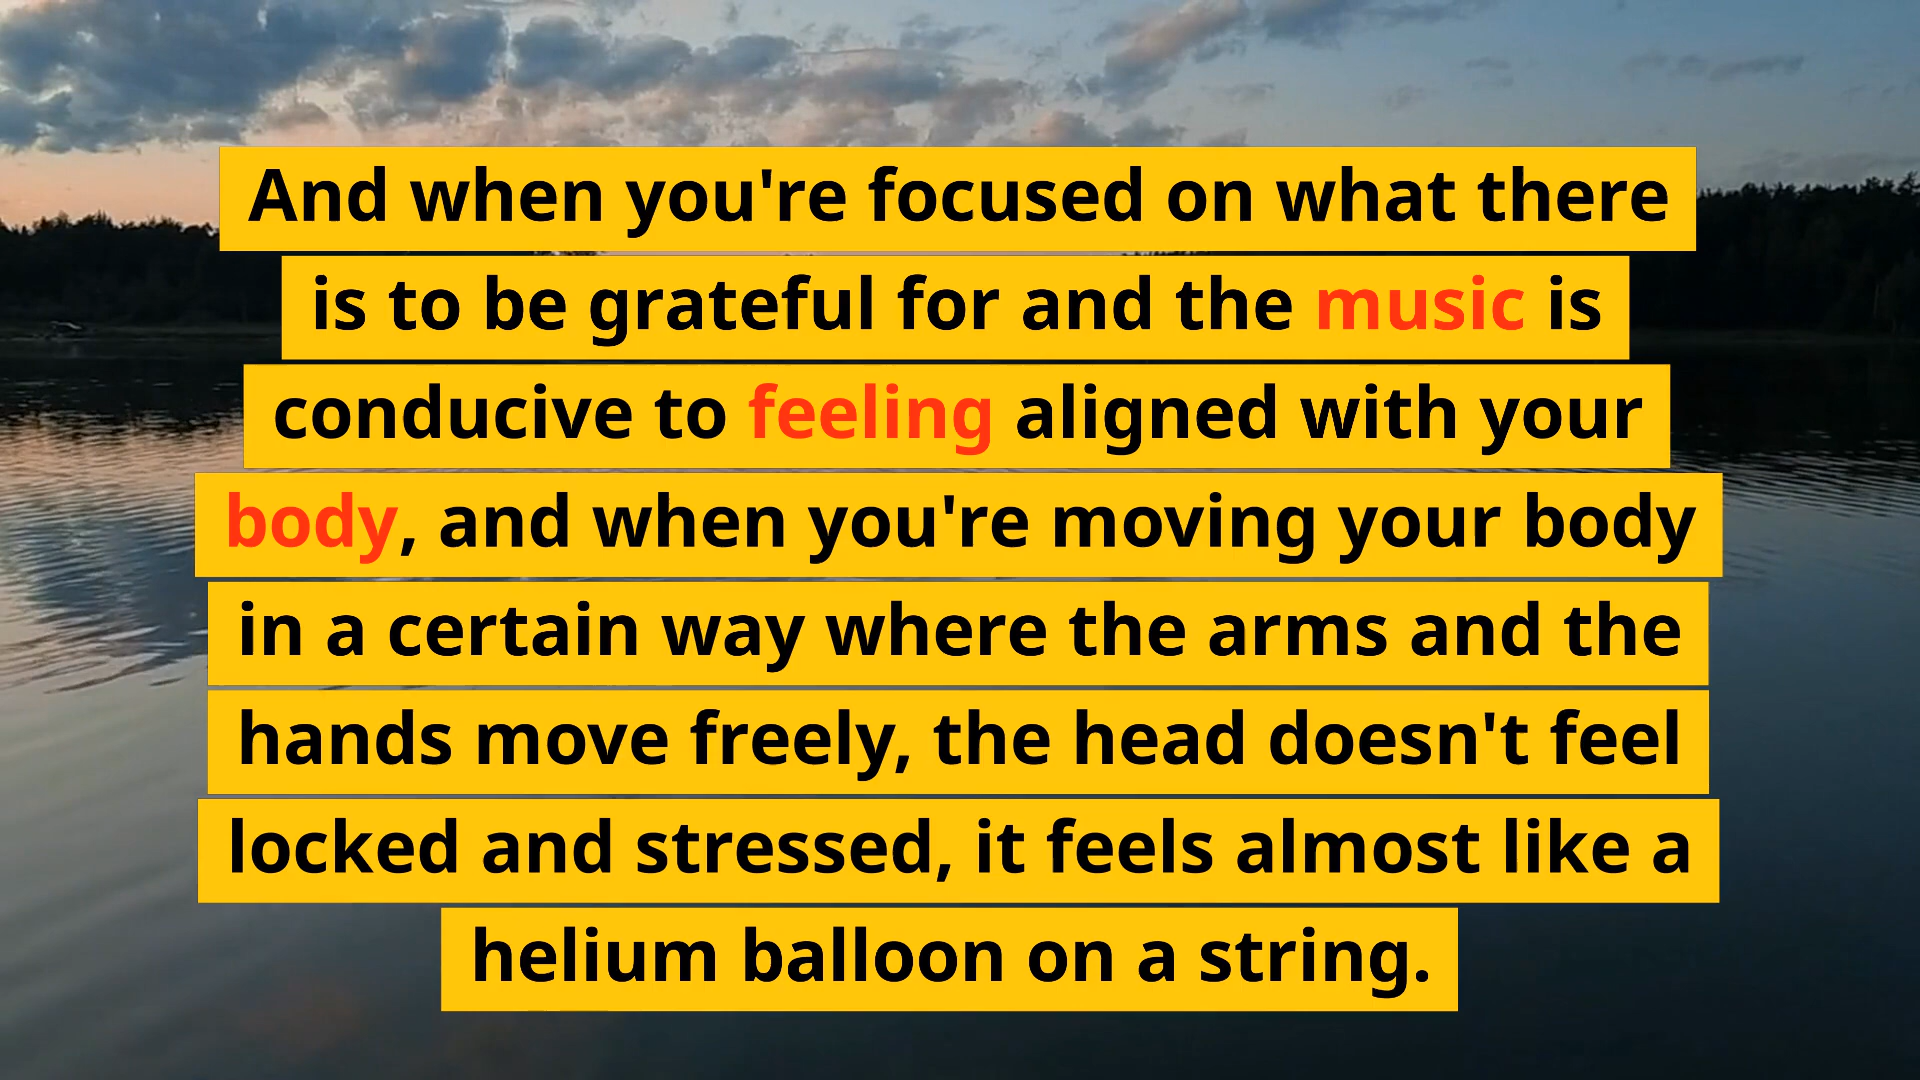 And when you're focused on what there
is to be grateful for and the music is
conducive to feeling aligned with your
body, and when you're moving your body
in a certain way where the arms and the
hands move freely, the head doesn't feel
locked and stressed, it feels almost like a
helium balloon on a string.